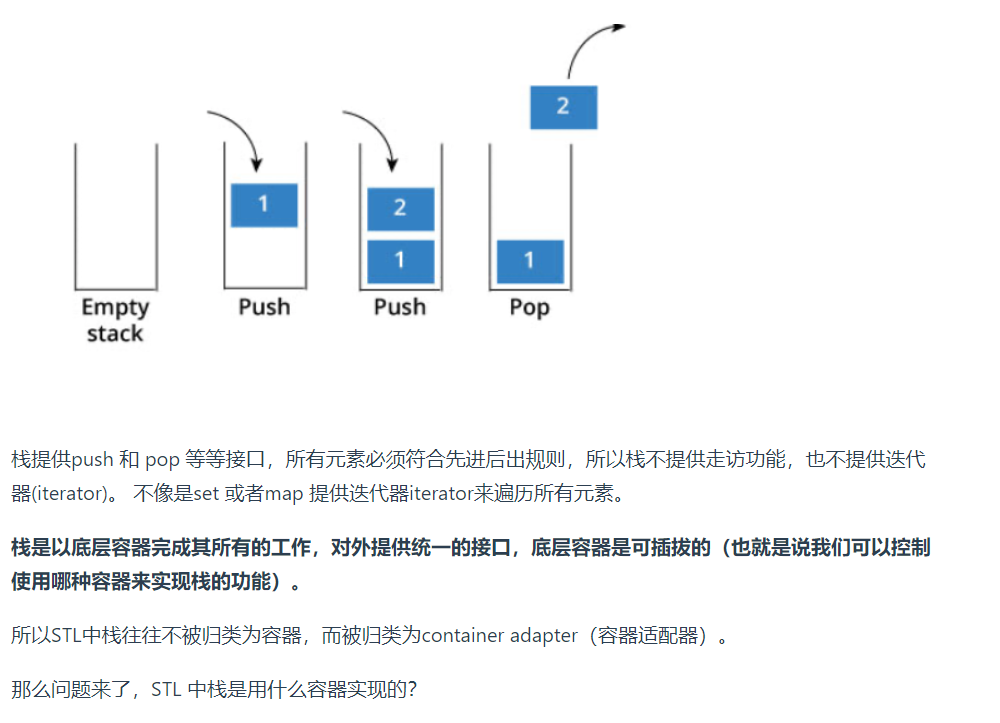 2
1
2
1
1
Empty
stack
Push
Push
Pop
栈提供push 和 pop 等等接口，所有元素必须符合先进后出规则，所以栈不提供走访功能，也不提供迭代
器(iterator)。 不像是set 或者map 提供迭代器iterator来遍历所有元素。
栈是以底层容器完成其所有的工作，对外提供统一的接口，底层容器是可插拔的（也就是说我们可以控制
使用哪种容器来实现栈的功能）。
所以STL中栈往往不被归类为容器，而被归类为container adapter（容器适配器）。
那么问题来了，STL 中栈是用什么容器实现的？